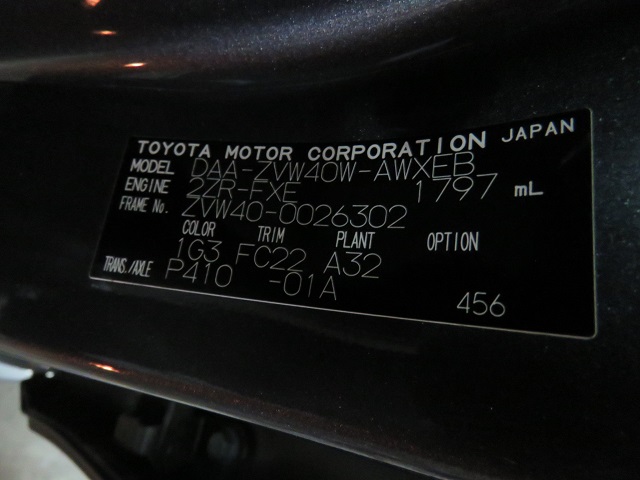 TOYOTA MOTOR CORPORATION JAPAN
MODEL DAA-ZVW40W-AWXEB
ENGINE 2ZR-FXE 1797 mL
FRAME No. ZVW40-0026302
COLOR TRIM PLANT OPTION
1G3 FC22 A32
TRANS./AXLE P410 -01A
456